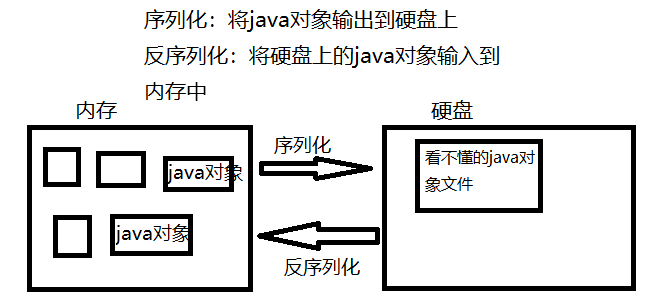 序列化：将java对象输出到硬盘上
反序列化：将硬盘上的java对象输入到
内存中
内存
硬盘
java对象
序列化
看不懂的java对
象文件
java对象
反序列化